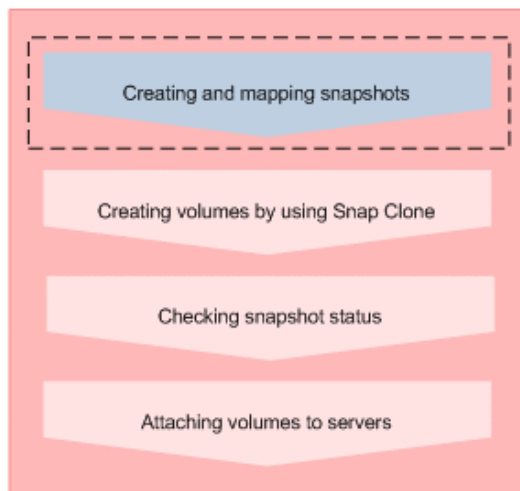 Creating and mapping snapshots
Creating volumes by using Snap Clone
Checking snapshot status
Attaching volumes to servers